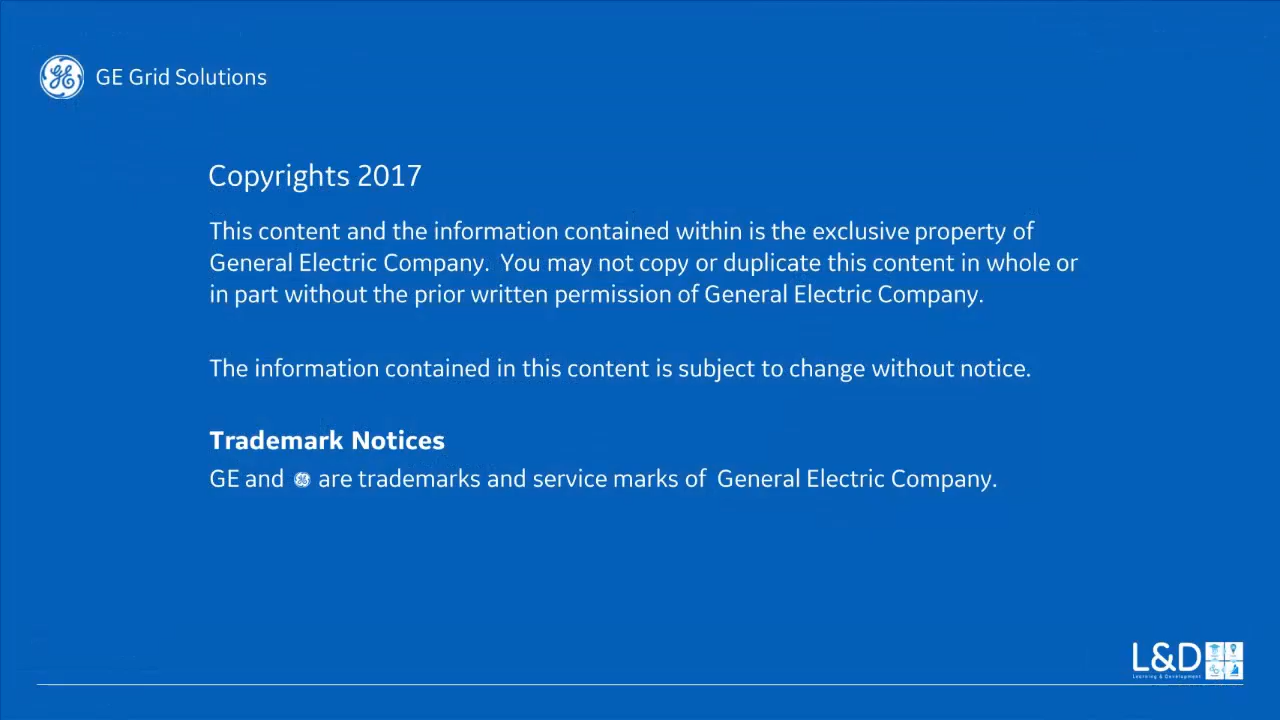 GE Grid Solutions
Copyrights 2017
This content and the information contained within is the exclusive property of
General Electric Company.  You may not copy or duplicate this content in whole or
in part without the prior written permission of General Electric Company.
The information contained in this content is subject to change without notice.
Trademark Notices
GE and GE are trademarks and service marks of  General Electric Company.
L&D
Learning & Development